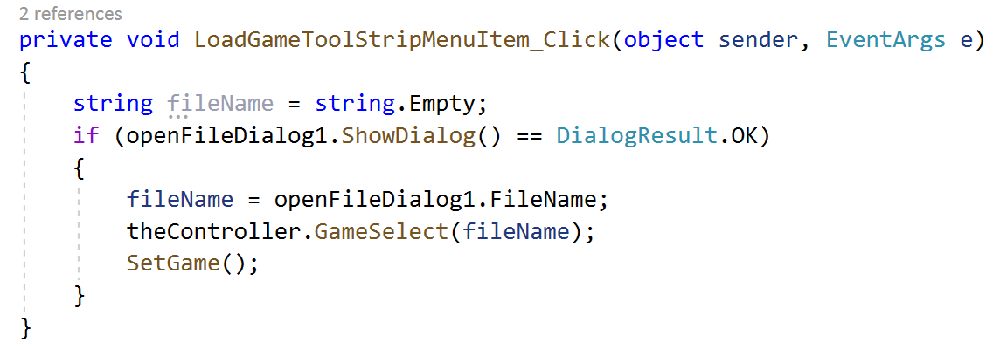 2 references
private void LoadGameToolStripMenuItem_Click(object sender, EventArgs e)
{
    string fileName = string.Empty;
    if (openFileDialog1.ShowDialog() == DialogResult.OK)
    {
        fileName = openFileDialog1.FileName;
        theController.GameSelect(fileName);
        SetGame();
    }
}